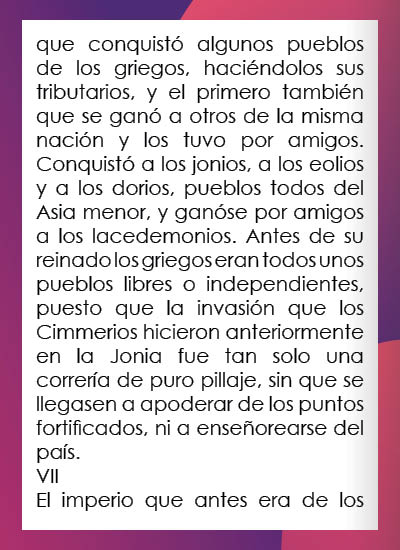 que conquistó algunos pueblos
de los griegos, haciéndolos sus
tributarios, y el primero también
que se ganó a otros de la misma
nación y los tuvo por amigos.
Conquistó a los jonios, a los eolios
y a los dorios, pueblos todos del
Asia menor, y ganóse por amigos
a los lacedemonios. Antes de su
reinado los griegos eran todos unos
pueblos libres o independientes,
puesto que la invasión que los
Cimmerios hicieron anteriormente
en la Jonia fue tan solo una
correría de puro pillaje, sin que se
llegasen a apoderar de los puntos
fortificados, ni a enseñorearse del
país.
VII
El imperio que antes era de los